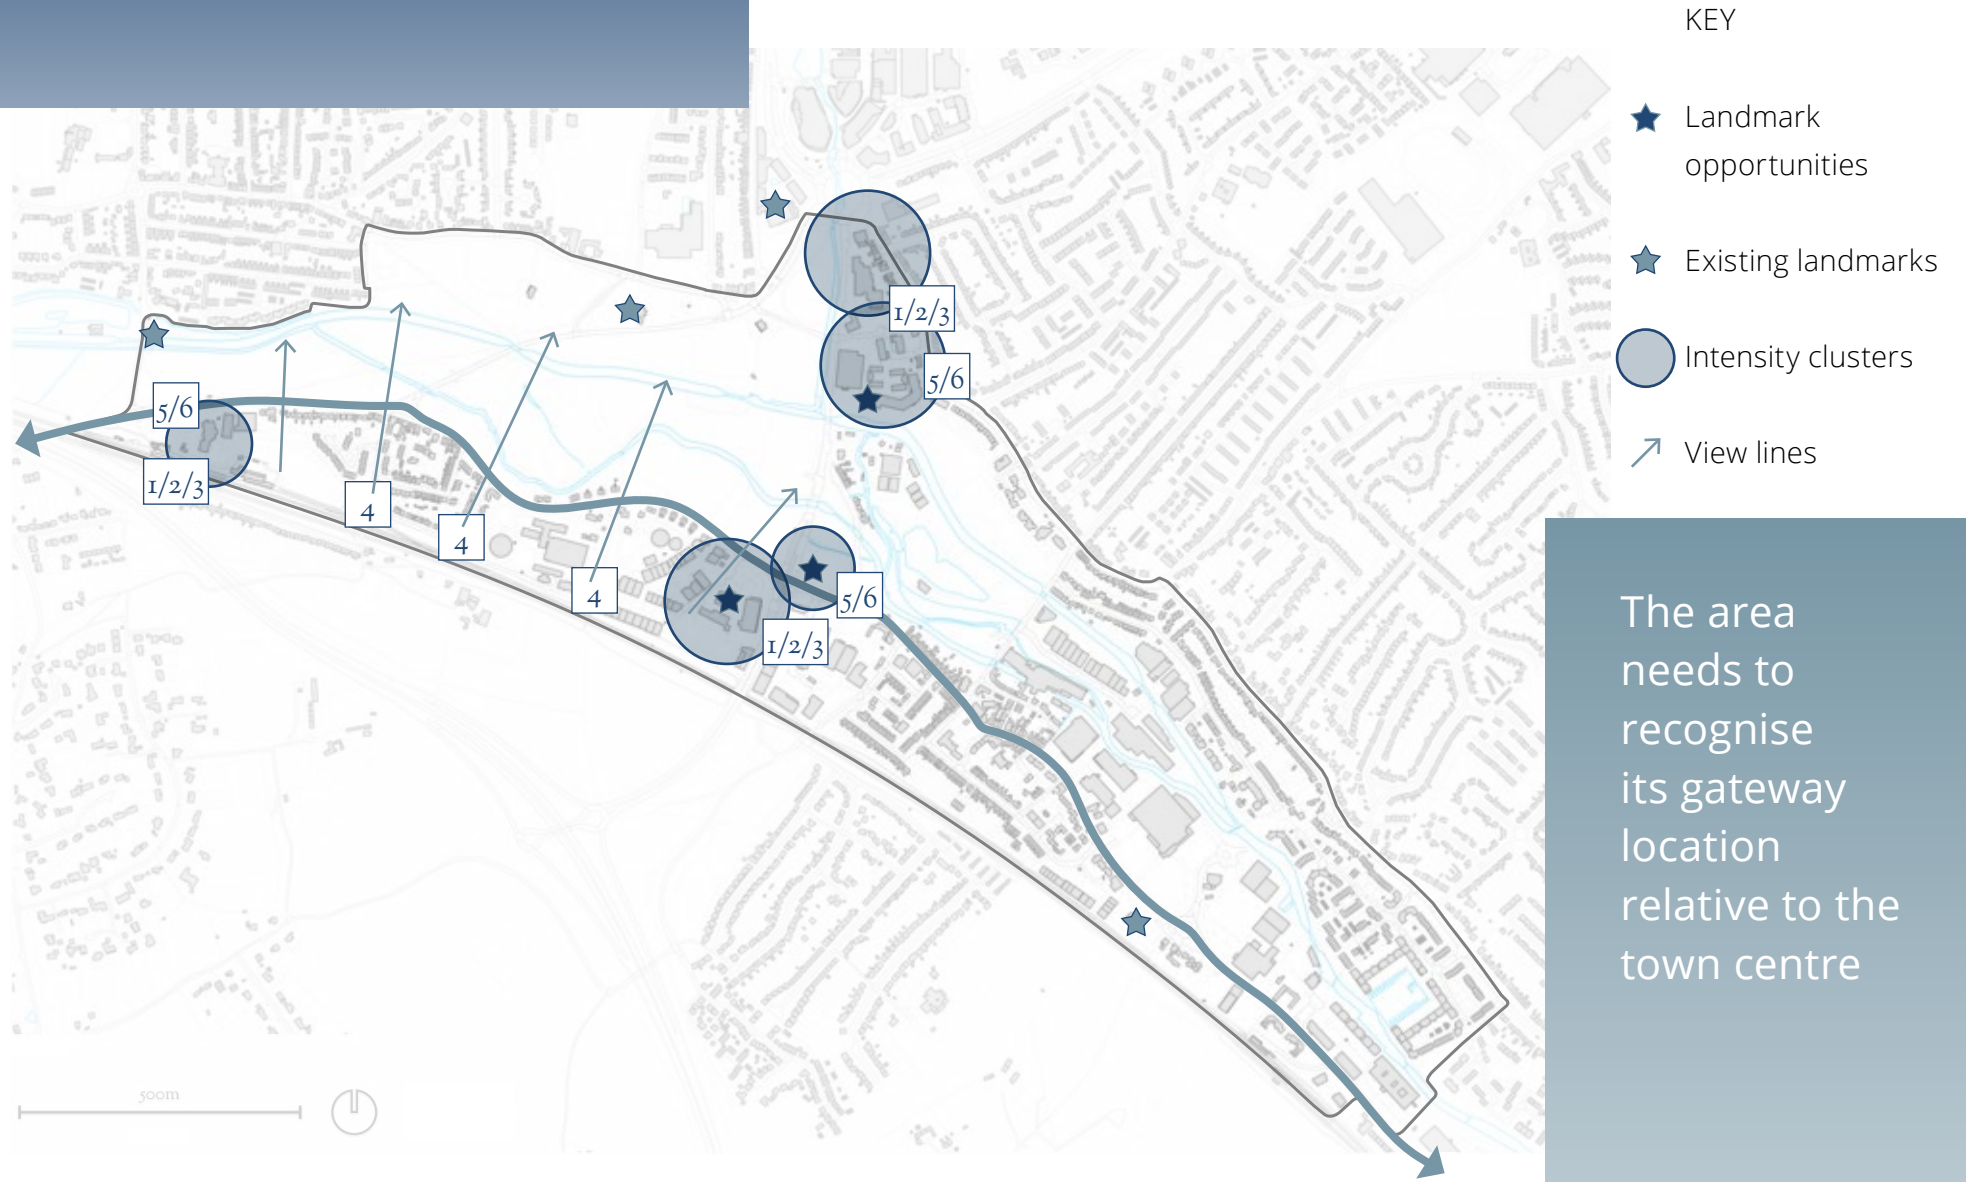 KEY
Landmark
opportunities
Existing landmarks
Intensity clusters
View lines
1/2/3
5/6
5/6
1/2/3
4
4
4
5/6
1/2/3
500m
The area
needs to
recognise
its gateway
location
relative to the
town centre